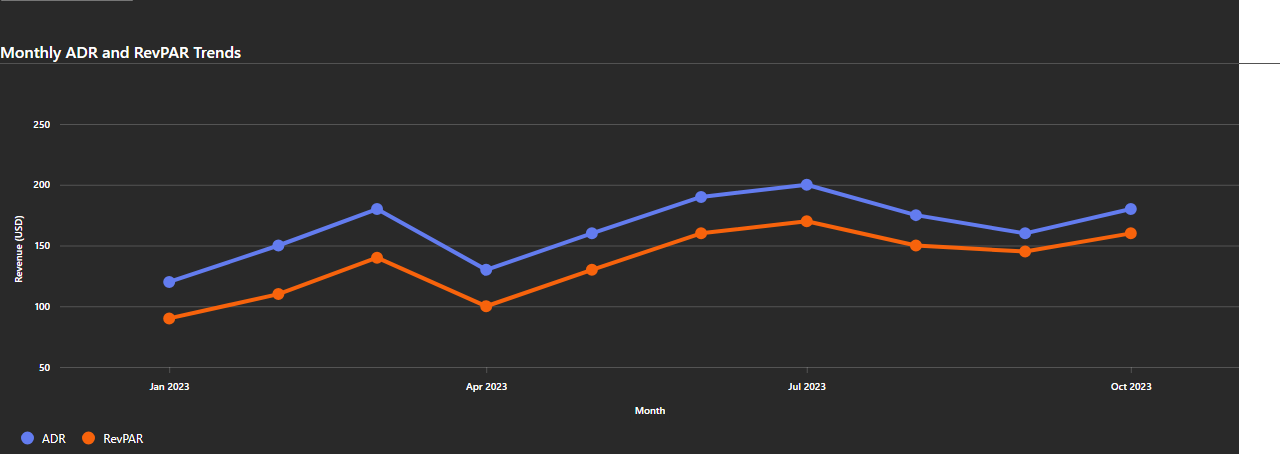 Monthly ADR and RevPAR Trends
250
200
150
100
50
Revenue (USD)
Jan 2023
Apr 2023
Jul 2023
Oct 2023
Month
ADR
RevPAR